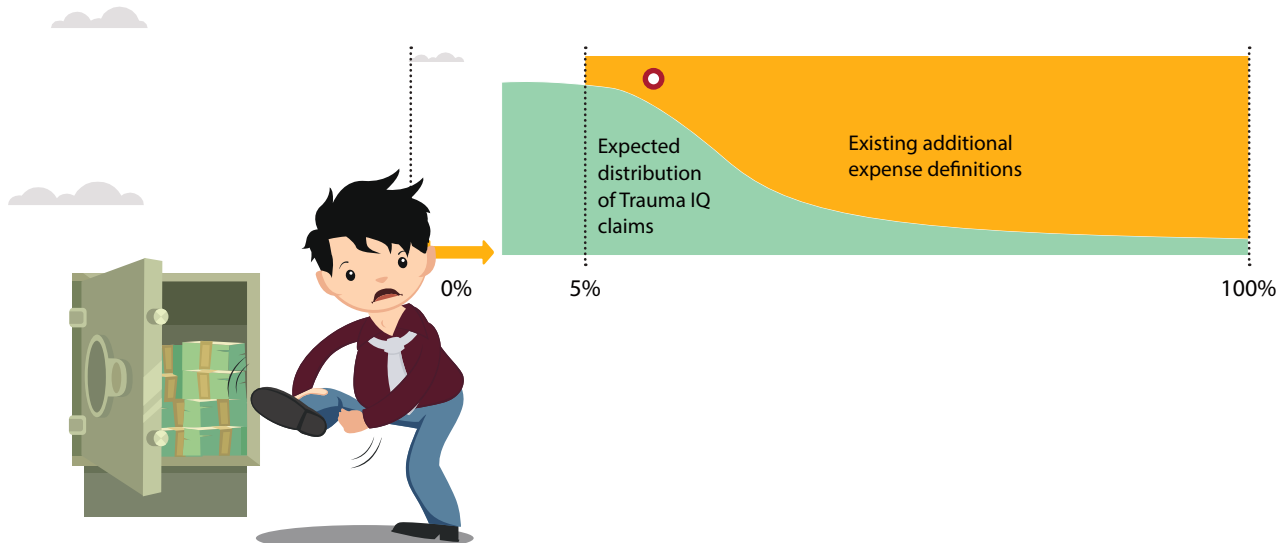 Expected
distribution
of Trauma IQ
claims
Existing additional
expense definitions
0%
5%
100%